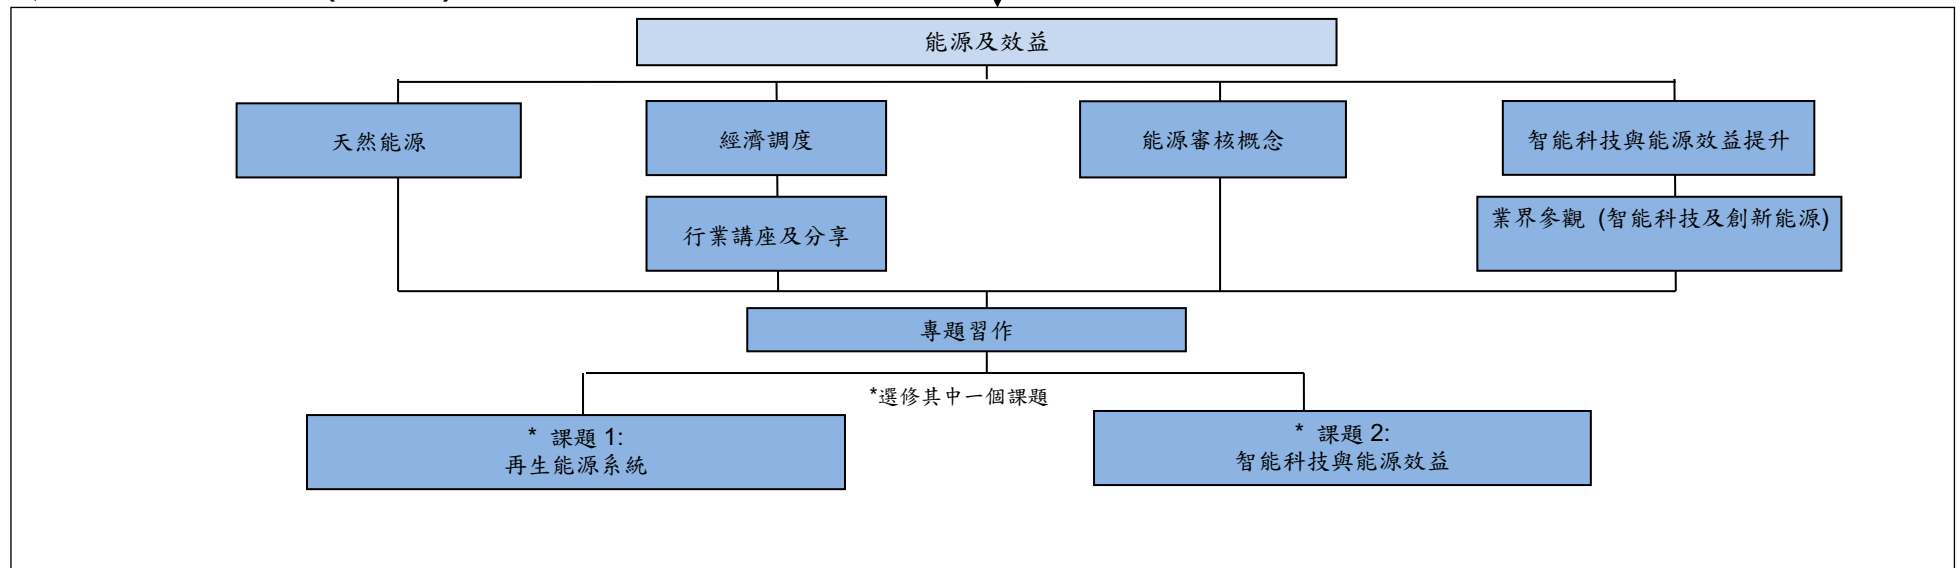 能源及效益
天然能源
經濟調度
能源審核概念
智能科技與能源效益提升
行業講座及分享
業界參觀 (智能科技及創新能源)
專題習作
*選修其中一個課題
* 課題 1:
再生能源系統
* 課題 2:
智能科技與能源效益